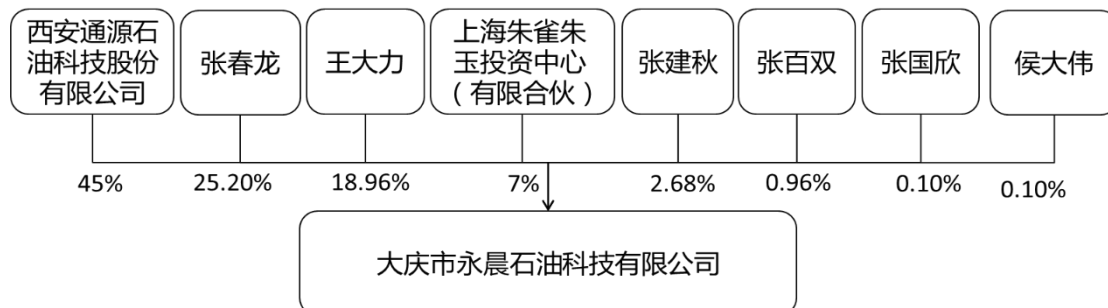 西安通源石
油科技股份
有限公司
张春龙
王大力
上海朱雀朱
玉投资中心
（有限合伙）
张建秋
张百双
张国欣
侯大伟
45%
25.20%
18.96%
7%
2.68%
0.96%
0.10%
0.10%
大庆市永晨石油科技有限公司